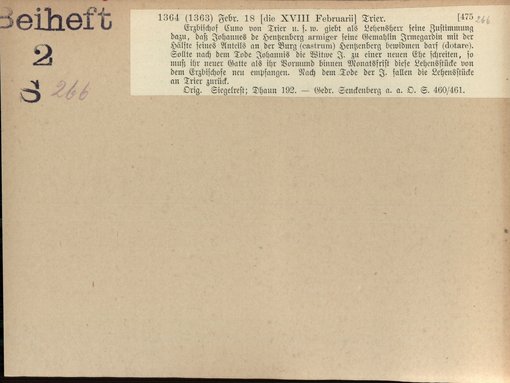 Beiheft
2
S 266
1364 (1363) Febr. 18 [die XVIII Februarii] Trier. [475 266
Erzbischof Cuno von Trier u. s. w. giebt als Lehensherr seine Zustimmung
dazu, daß Johannes de Hentzenberg armiger seine Gemahlin Irmegardin mit der
Hälfte seines Anteils an der Burg (castrum) Hentzenberg bewidmen darf (dotare).
Sollte nach dem Tode Johannis die Witwe J. zu einer neuen Ehe schreiten, so
muß ihr neuer Gatte als ihr Vormund binnen Monatsfrist diese Lehensstücke von
dem Erzbischofe neu empfangen. Nach dem Tode der J. fallen die Lehensstücke
an Trier zurück.
Orig. Siegelrest; Dhaun 192. — Gedr. Senckenberg a. a. O. S. 460/461.